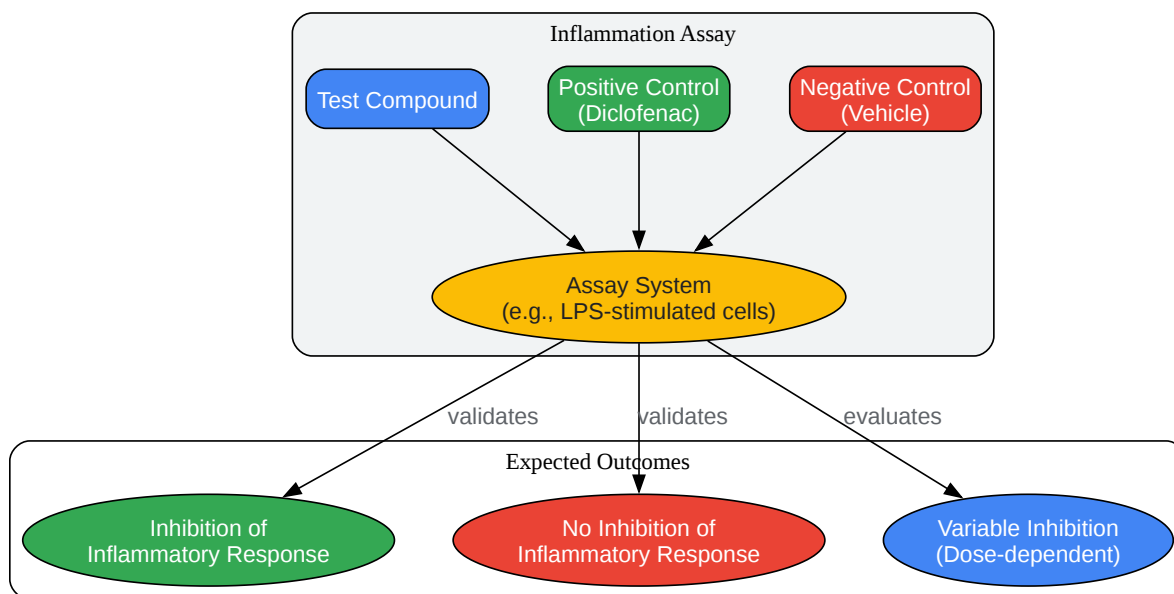 Inflammation Assay
Test Compound
Positive Control
(Diclofenac)
Negative Control
(Vehicle)
Assay System
(e.g., LPS-stimulated cells)
validates
validates
evaluates
Expected Outcomes
Inhibition of
Inflammatory Response
No Inhibition of
Inflammatory Response
Variable Inhibition
(Dose-dependent)